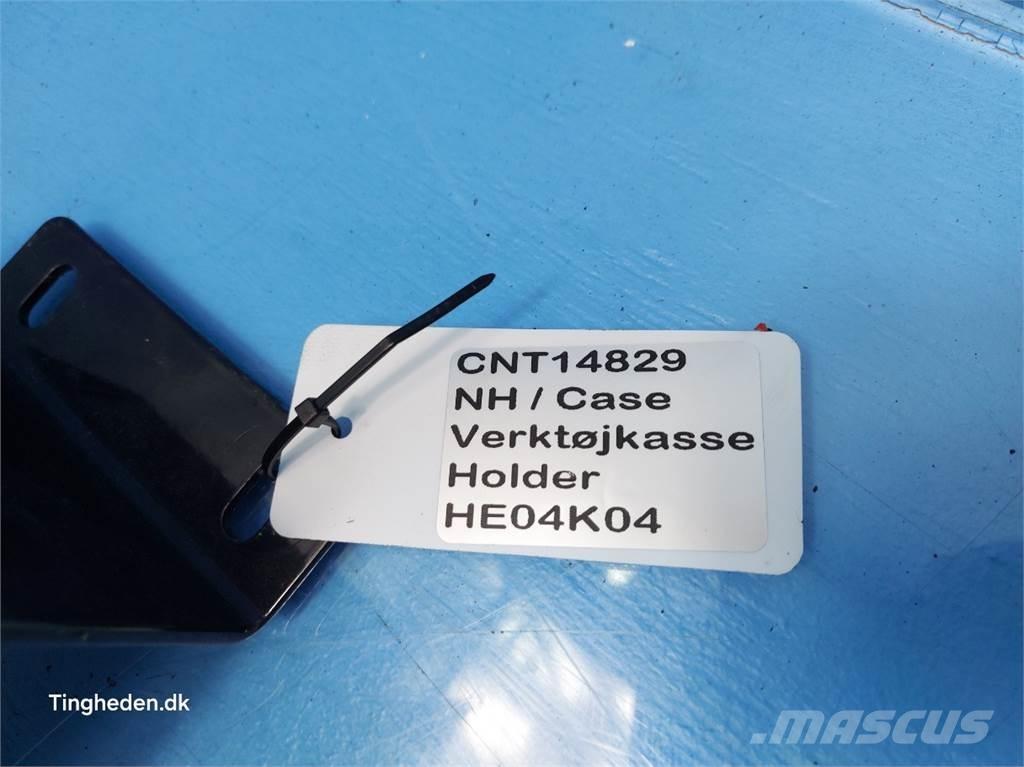 CNT14829
NH / Case
Verktøjkasse
Holder
HE04K04
Tingheden.dk
MASCUS